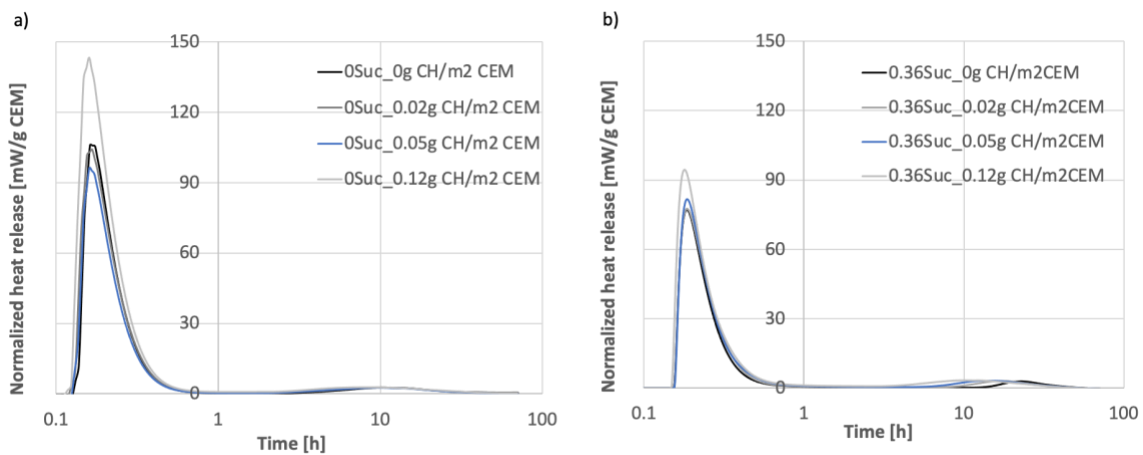 a)
Normalized heat release [mW/g CEM]
150
120
90
60
30
0
0Suc_0g CH/m2 CEM
0Suc_0.02g CH/m2 CEM
0Suc_0.05g CH/m2 CEM
0Suc_0.12g CH/m2 CEM
0.1
1
10
100
Time [h]
b)
Normalized heat release [mW/g CEM]
150
120
90
60
30
0
0.36Suc_0g CH/m2CEM
0.36Suc_0.02g CH/m2CEM
0.36Suc_0.05g CH/m2CEM
0.36Suc_0.12g CH/m2CEM
0.1
1
10
100
Time [h]